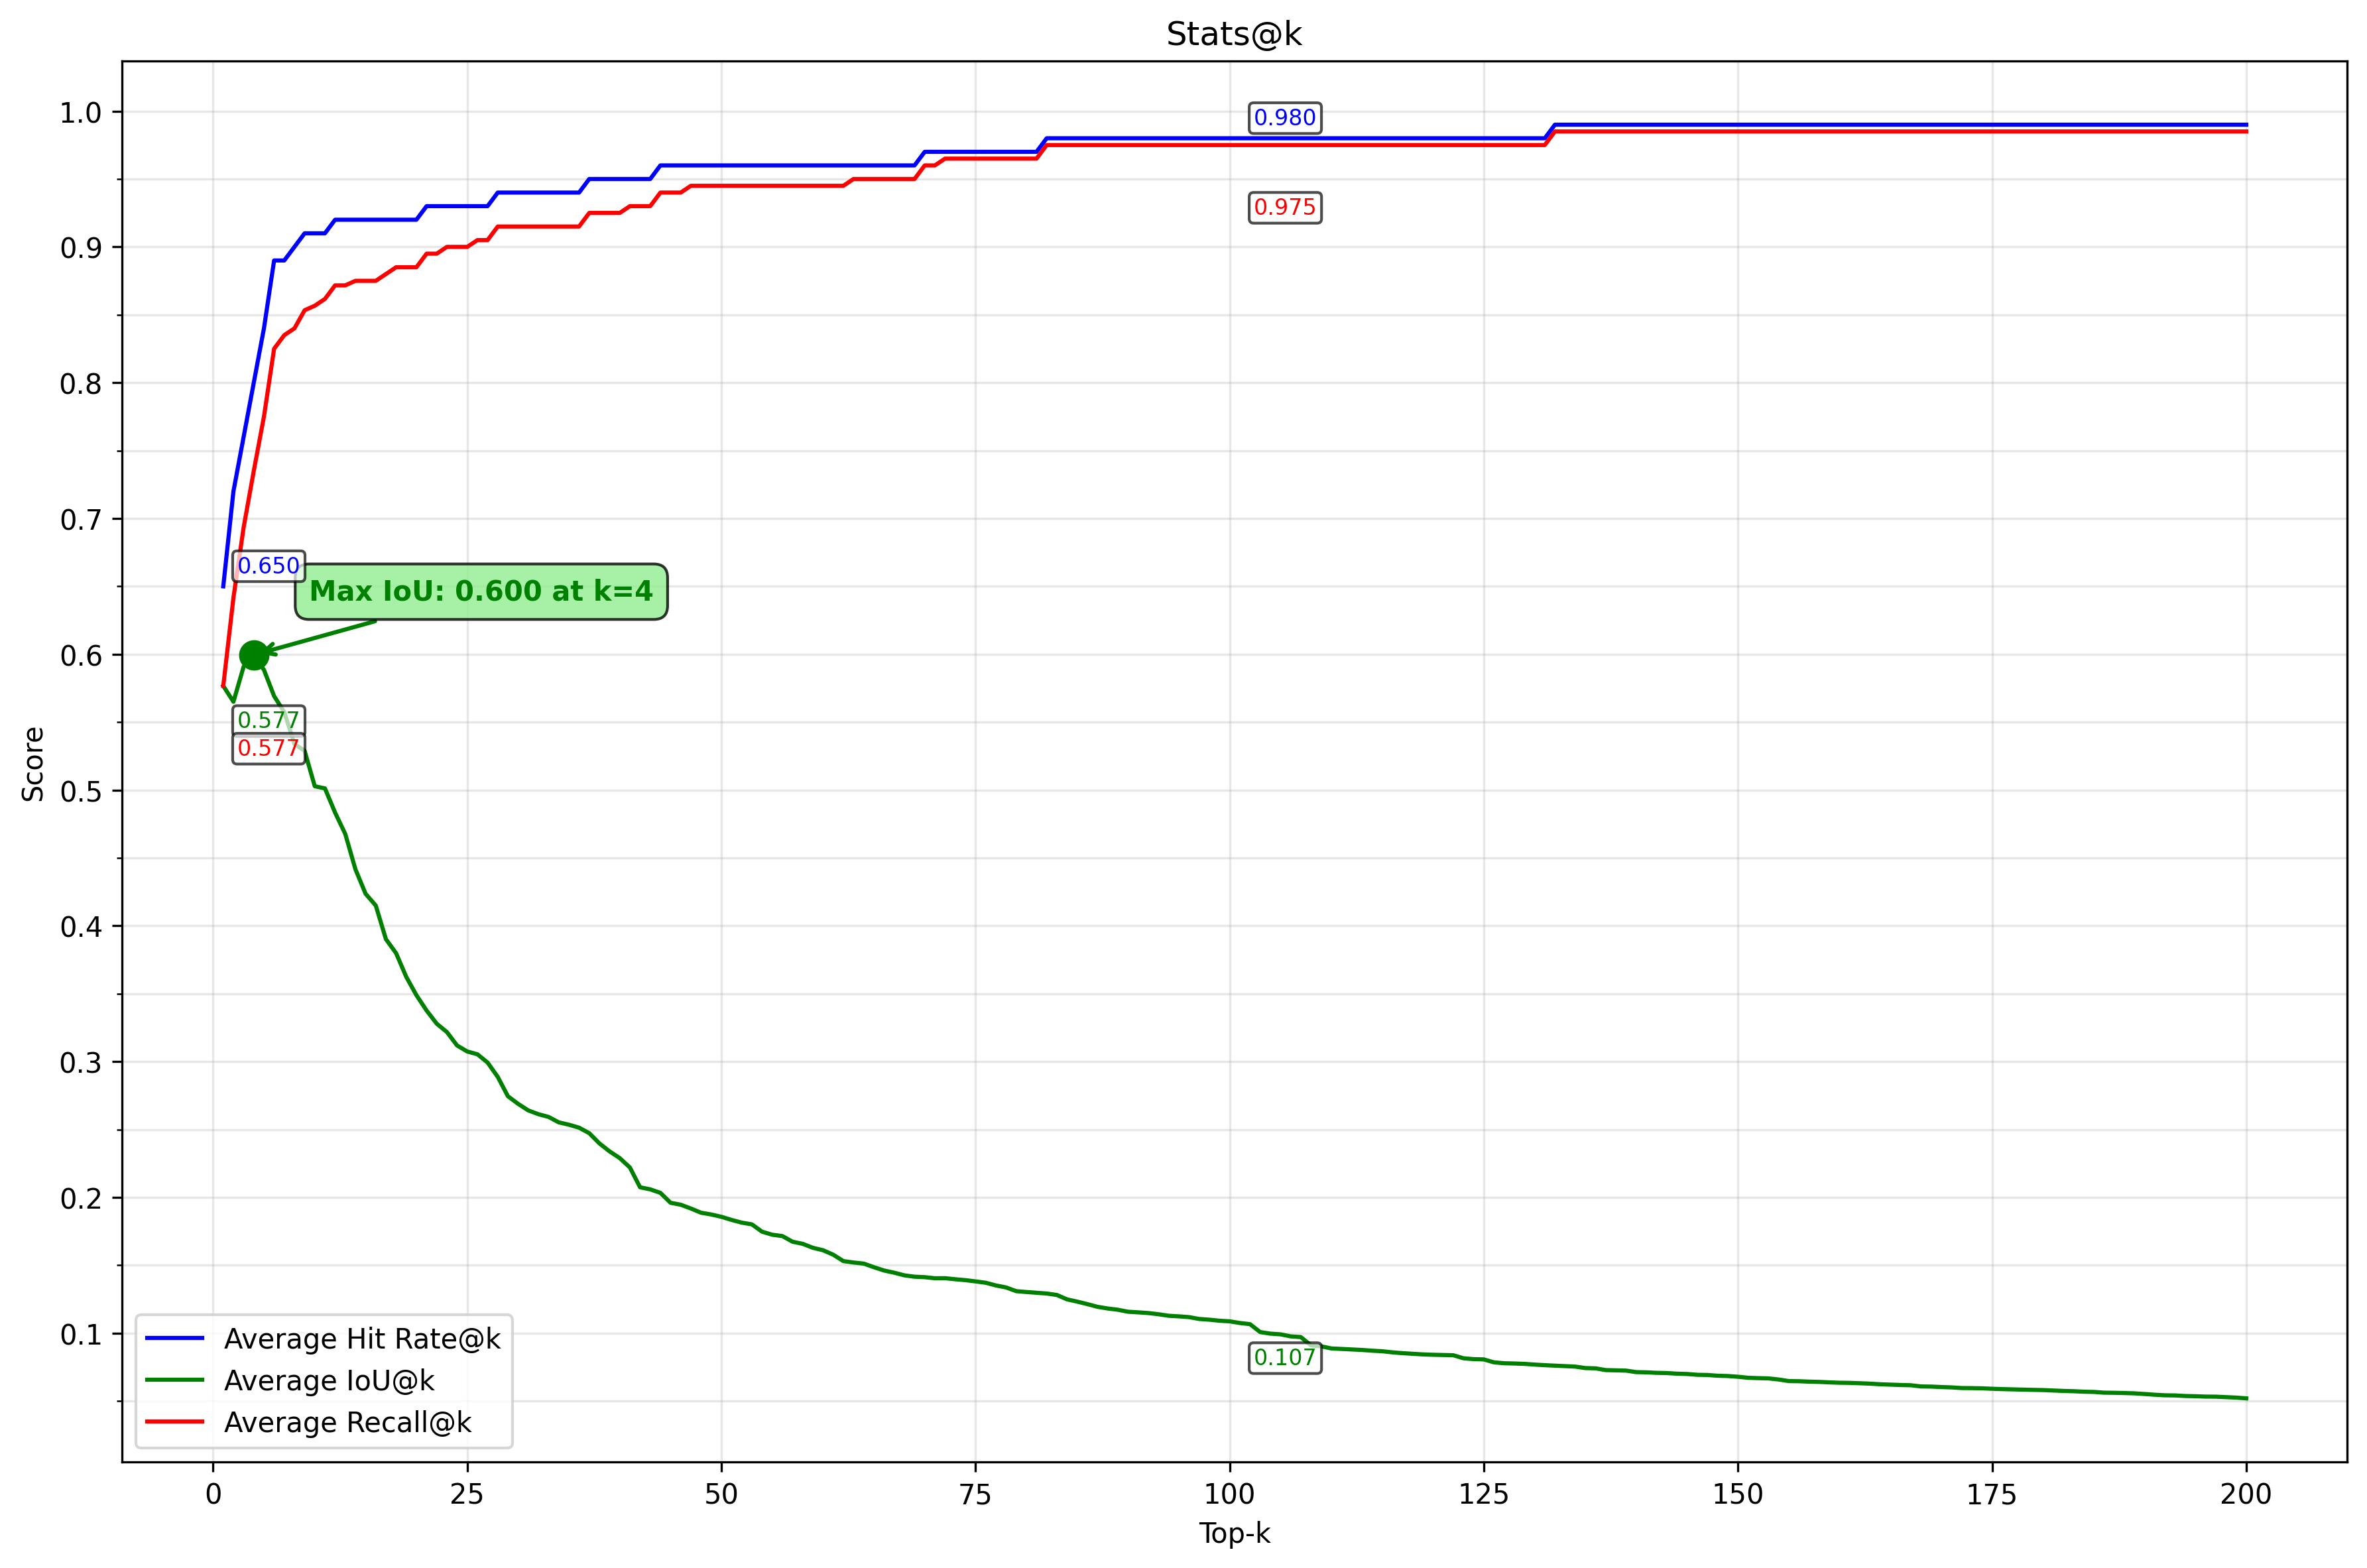 Stats@k
1.0
0.9
0.8
0.7
0.6
0.5
0.4
0.3
0.2
0.1
Score
0.980
0.975
0.650
Max IoU: 0.600 at k=4
0.577
0.577
0.107
Average Hit Rate@k
Average IoU@k
Average Recall@k
0 25 50 75 100 125 150 175 200
Top-k